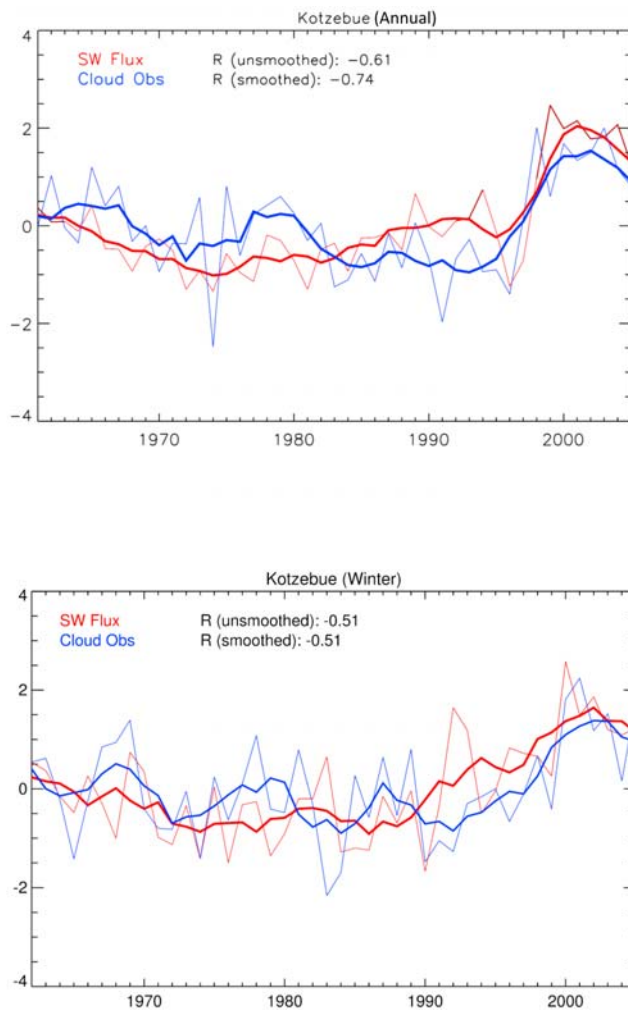 Kotzebue (Annual)
4
SW Flux R (unsmoothed): −0.61
Cloud Obs R (smoothed): −0.74
2
0
−2
−4
1970 1980 1990 2000
Kotzebue (Winter)
4
SW Flux R (unsmoothed): -0.51
Cloud Obs R (smoothed): -0.51
2
0
-2
-4
1970 1980 1990 2000